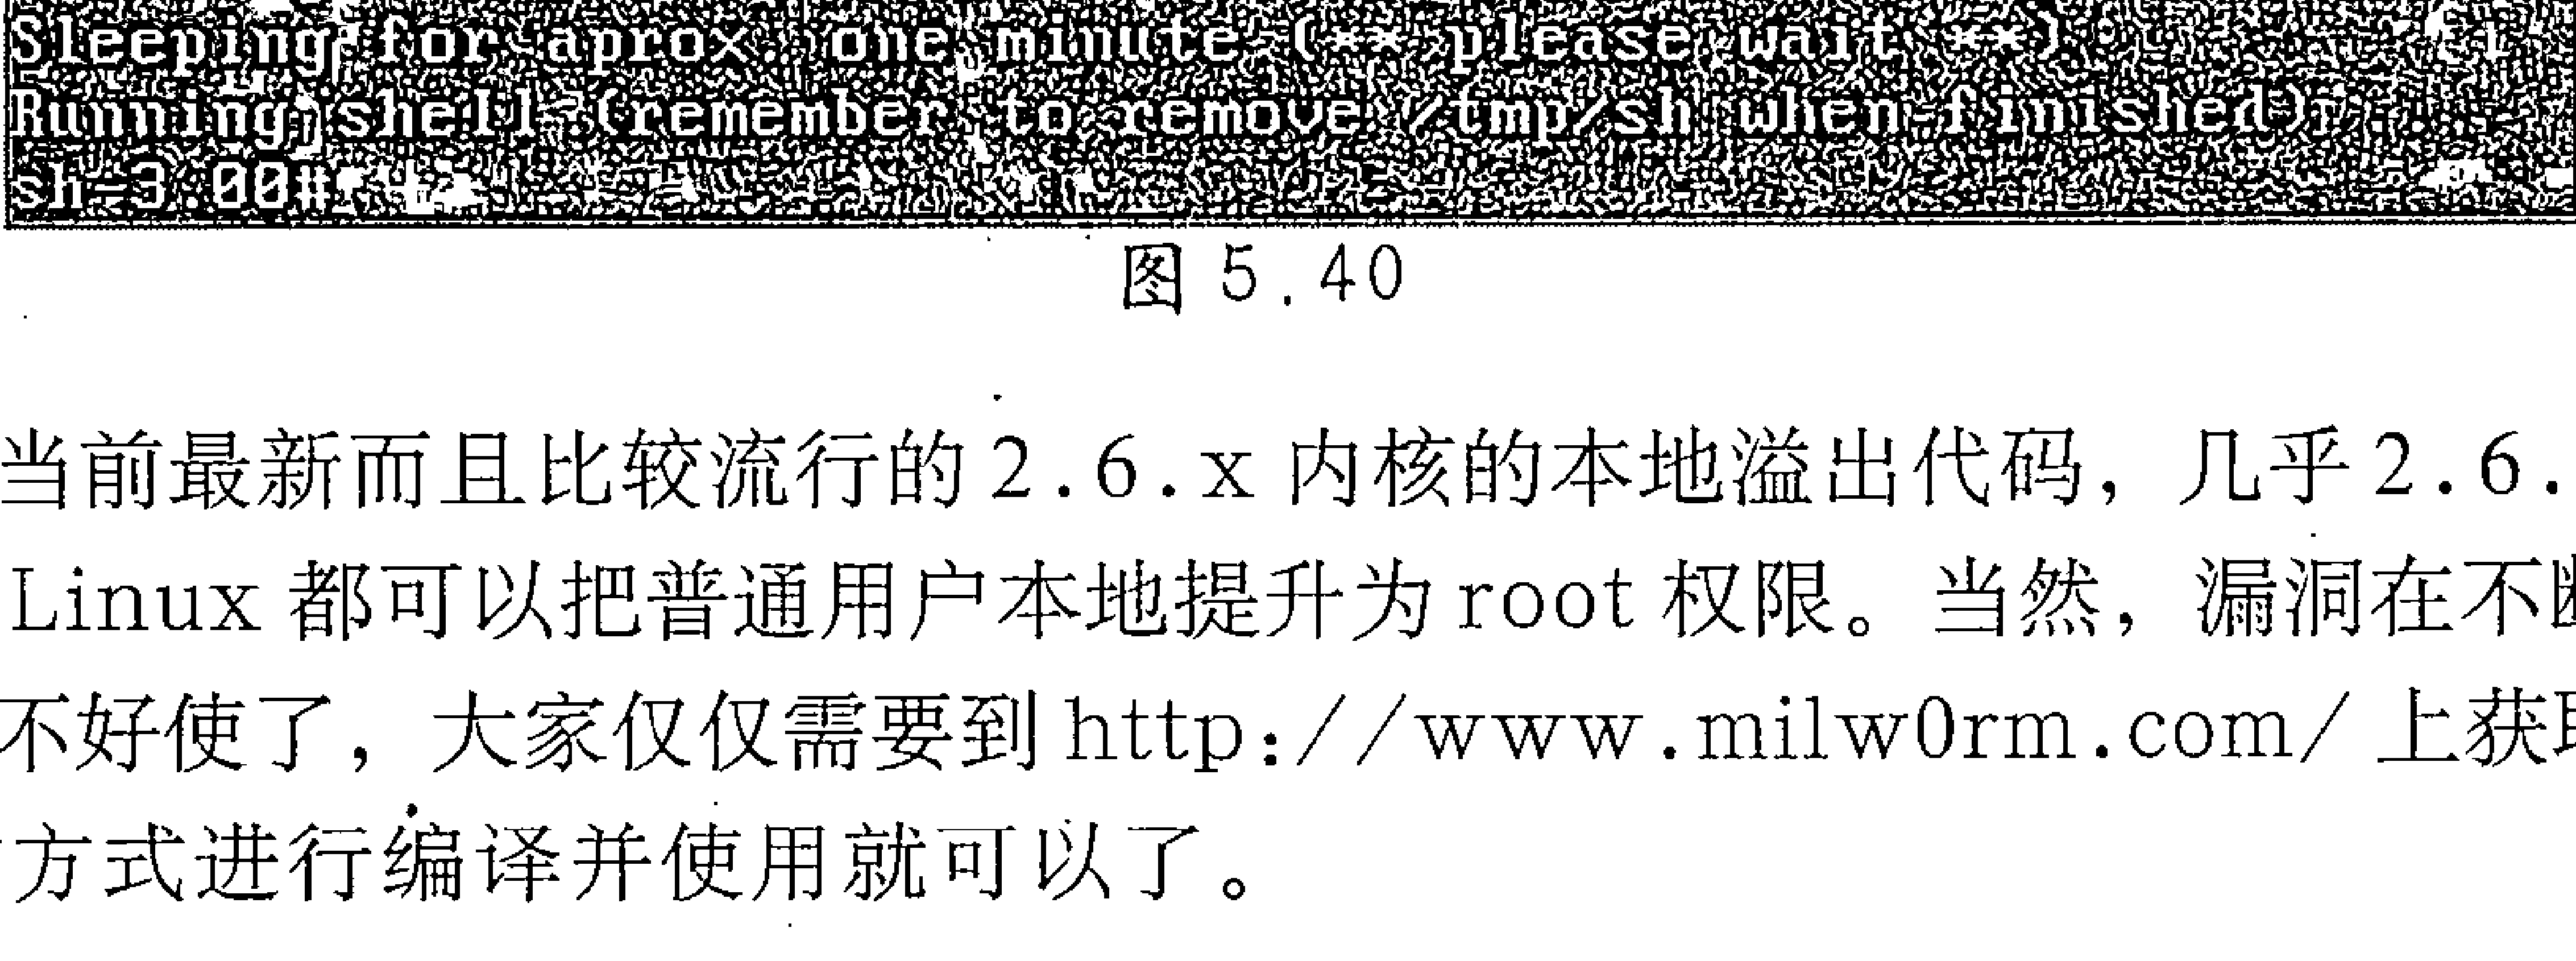 Sleeping for aprox. one minute (** please wait **)
Running shell (remember to remove /tmp/sh when finished)
sh-3.00#
图 5.40
当前最新而且比较流行的 2.6.x 内核的本地溢出代码，几乎 2.6.
Linux 都可以把普通用户本地提升为 root 权限。当然，漏洞在不断
不好使了，大家仅仅需要到 http://www.milw0rm.com/ 上获取
方式进行编译并使用就可以了。